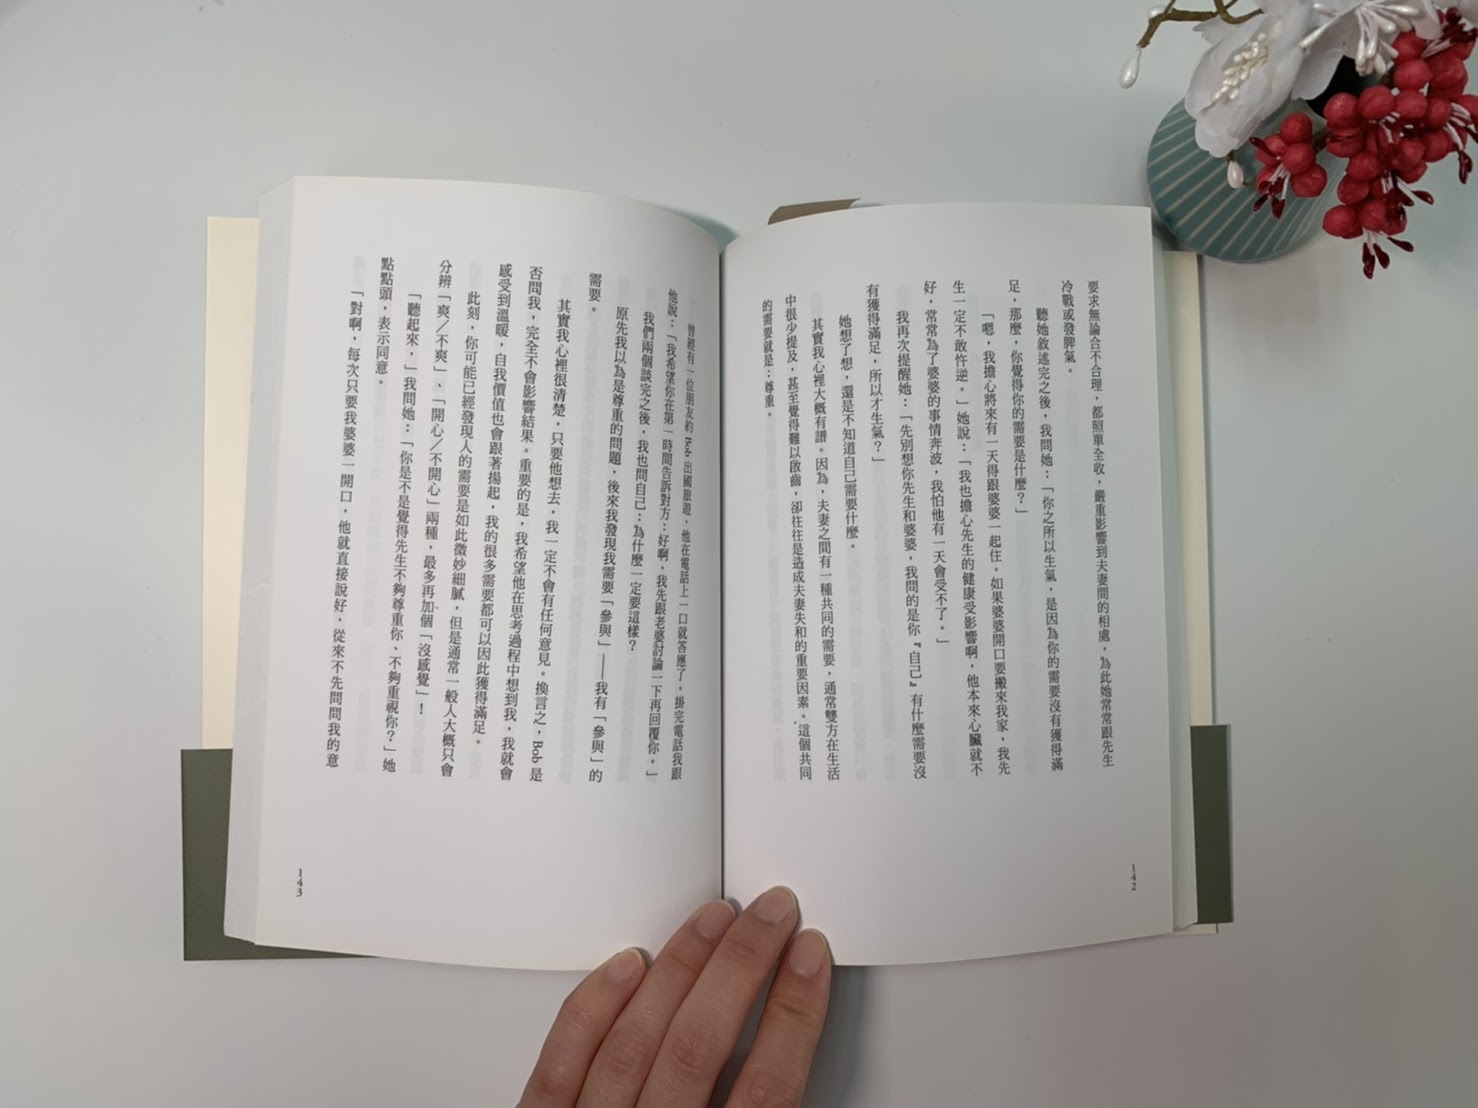 要求無論合不合理，都照單全收，嚴重影響到夫妻間的相處，為此她常常跟先生
冷戰或發脾氣。
聽她敘述完之後，我問她：「你之所以生氣，是因為你的需要沒有獲得滿
足，那麼，你覺得你的需要是什麼？」
「嗯，我擔心將來有一天得跟婆婆一起住。如果婆婆開口要搬來我家，我先
生一定不敢忤逆。」她說：「我也擔心先生的健康受影響啊，他本來心臟就不
好，常常為了婆婆的事情奔波，我怕他有一天會受不了。」
我再次提醒她：「先別想你先生和婆婆，我問的是你『自己』有什麼需要沒
有獲得滿足，所以才生氣？」
她想了想，還是不知道自己需要什麼。
其實我心裡大概有譜。因為，夫妻之間有一種共同的需要，通常雙方在生活
中很少提及，甚至覺得難以啟齒，卻往往是造成夫妻失和的重要因素。這個共同
的需要就是：尊重。
142
曾經有一位朋友約 Bob 出國旅遊，他在電話上一口就答應了。掛完電話我跟
他說：「我希望你在第一時間告訴對方：好啊，我先跟老婆討論一下再回覆你。」
我們兩個談完之後，我也問自己：為什麼一定要這樣？
原先我以為是尊重的問題，後來我發現我需要「參與」——我有「參與」的
需要。
其實我心裡很清楚，只要他想去，我一定不會有任何意見。換言之，Bob 是
否問我，完全不會影響結果。重要的是，我希望他在思考過程中想到我，我就會
感受到溫暖，自我價值也會跟著揚起，我的很多需要都可以因此獲得滿足。
此刻，你可能已經發現人的需要是如此微妙細膩，但是通常一般人大概只會
分辨「爽／不爽」、「開心／不開心」兩種，最多再加個「沒感覺」！
「聽起來，」我問她：「你是不是覺得先生不夠尊重你、不夠重視你？」她
點點頭，表示同意。
「對啊，每次只要我婆婆一開口，他就直接說好，從來不先問問我的意
143